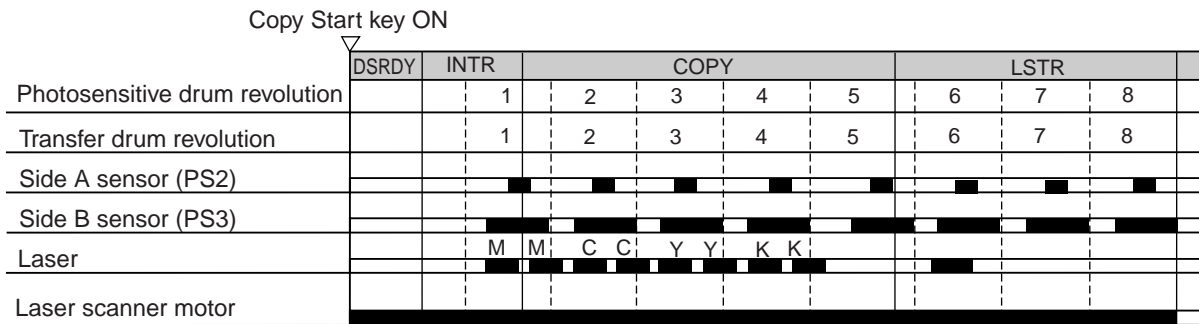 Copy Start key ON
DSRDY INTR COPY LSTR
Photosensitive drum revolution 1 2 3 4 5 6 7 8
Transfer drum revolution 1 2 3 4 5 6 7 8
Side A sensor (PS2)
Side B sensor (PS3)
M M C C Y Y K K
Laser
Laser scanner motor